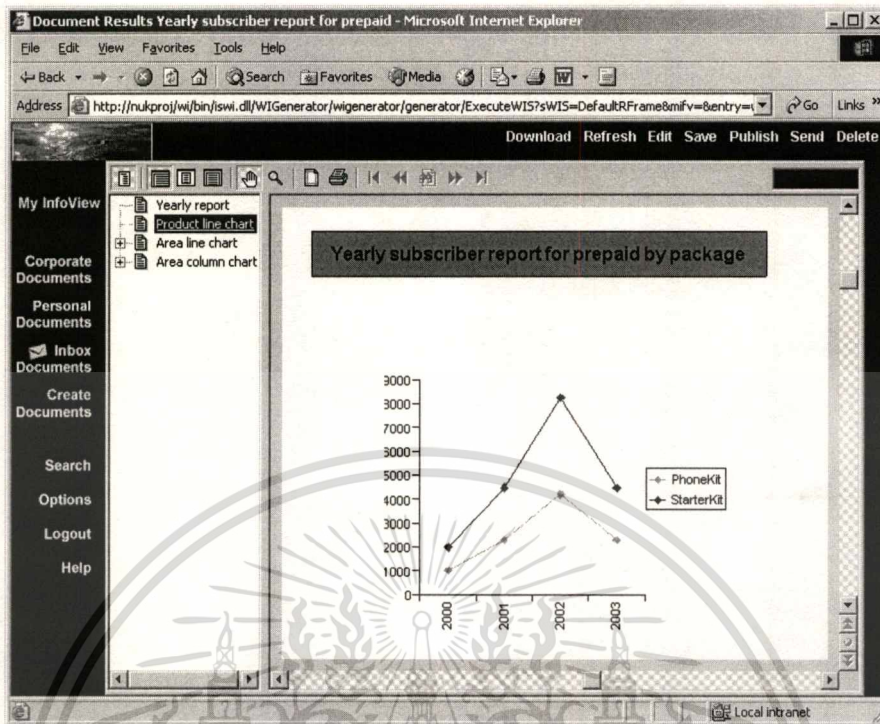 Document Results Yearly subscriber report for prepaid - Microsoft Internet Explorer
File Edit View Favorites Tools Help
Back Search Favorites Media
Address http://nukproj/wi/bin/iswi.dll/WIGenerator/wigenerator/generator/ExecuteWIS?sWIS=DefaultRFrame&mifv=&entry= Go Links »
Download Refresh Edit Save Publish Send Delete
My InfoView
Corporate
Documents
Personal
Documents
Inbox
Documents
Create
Documents
Search
Options
Logout
Help
Yearly report
Product line chart
Area line chart
Area column chart
Yearly subscriber report for prepaid by package
9000
8000
7000
6000
5000
4000
3000
2000
1000
0
2000 2001 2002 2003
PhoneKit
StarterKit
Local intranet